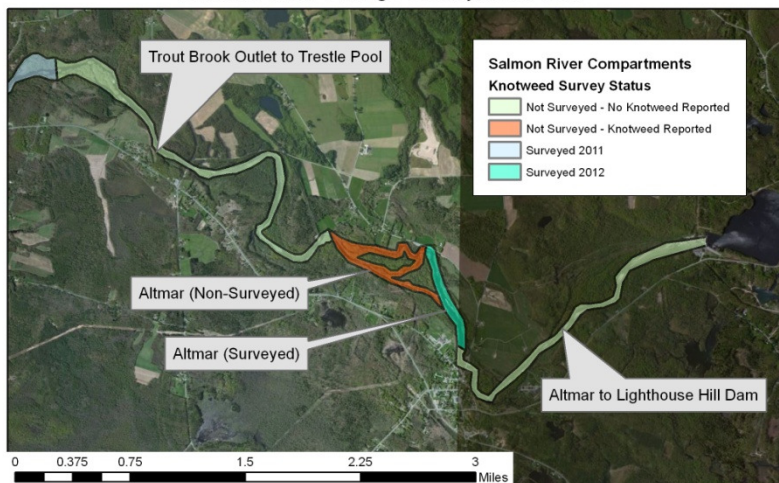 Trout Brook Outlet to Trestle Pool
Salmon River Compartments
Knotweed Survey Status
Not Surveyed - No Knotweed Reported
Not Surveyed - Knotweed Reported
Surveyed 2011
Surveyed 2012
Altmar (Non-Surveyed)
Altmar (Surveyed)
Altmar to Lighthouse Hill Dam
0 0.375 0.75 1.5 2.25 3
Miles